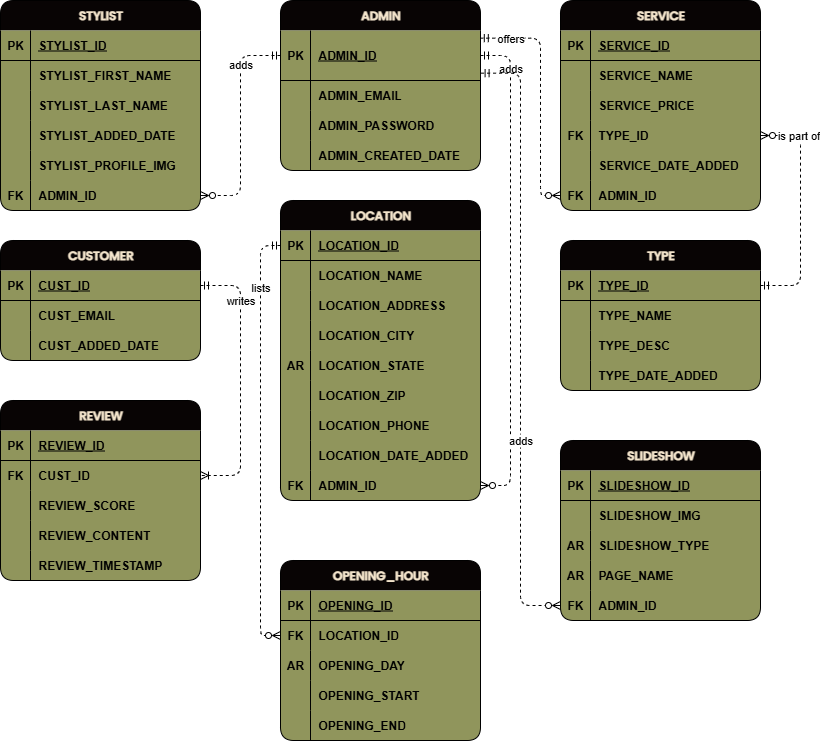 STYLIST
PK STYLIST_ID
STYLIST_FIRST_NAME
STYLIST_LAST_NAME
STYLIST_ADDED_DATE
STYLIST_PROFILE_IMG
FK ADMIN_ID
adds
ADMIN
PK ADMIN_ID
ADMIN_EMAIL
ADMIN_PASSWORD
ADMIN_CREATED_DATE
offers
adds
SERVICE
PK SERVICE_ID
SERVICE_NAME
SERVICE_PRICE
FK TYPE_ID
SERVICE_DATE_ADDED
FK ADMIN_ID
is part of
CUSTOMER
PK CUST_ID
CUST_EMAIL
CUST_ADDED_DATE
writes
lists
LOCATION
PK LOCATION_ID
LOCATION_NAME
LOCATION_ADDRESS
LOCATION_CITY
AR LOCATION_STATE
LOCATION_ZIP
LOCATION_PHONE
LOCATION_DATE_ADDED
FK ADMIN_ID
adds
TYPE
PK TYPE_ID
TYPE_NAME
TYPE_DESC
TYPE_DATE_ADDED
REVIEW
PK REVIEW_ID
FK CUST_ID
REVIEW_SCORE
REVIEW_CONTENT
REVIEW_TIMESTAMP
SLIDESHOW
PK SLIDESHOW_ID
SLIDESHOW_IMG
AR SLIDESHOW_TYPE
AR PAGE_NAME
FK ADMIN_ID
OPENING_HOUR
PK OPENING_ID
FK LOCATION_ID
AR OPENING_DAY
OPENING_START
OPENING_END